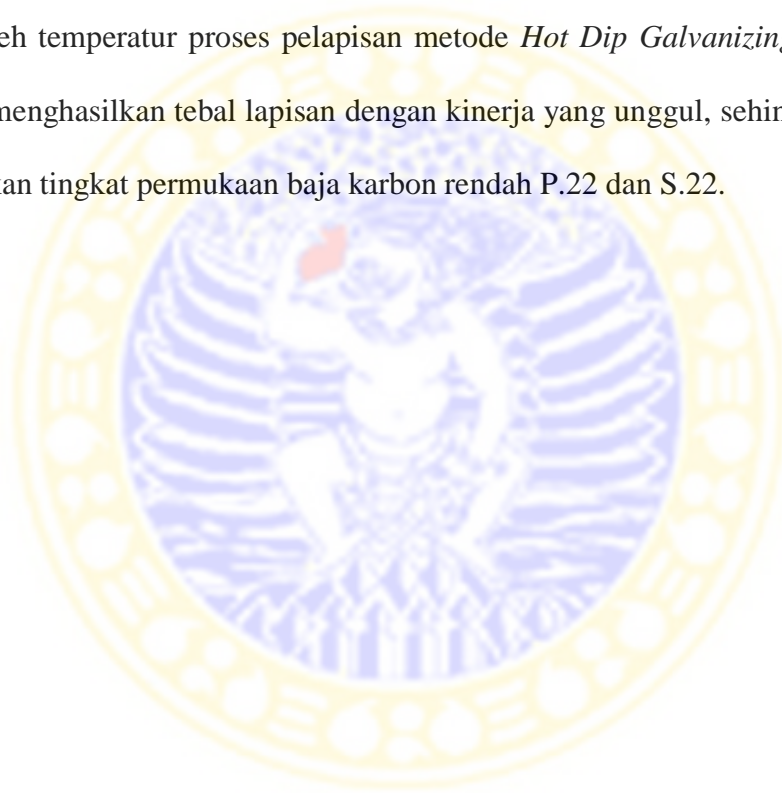 eh temperatur proses pelapisan metode Hot Dip Galvanizing
menghasilkan tebal lapisan dengan kinerja yang unggul, sehin
kan tingkat permukaan baja karbon rendah P.22 dan S.22.